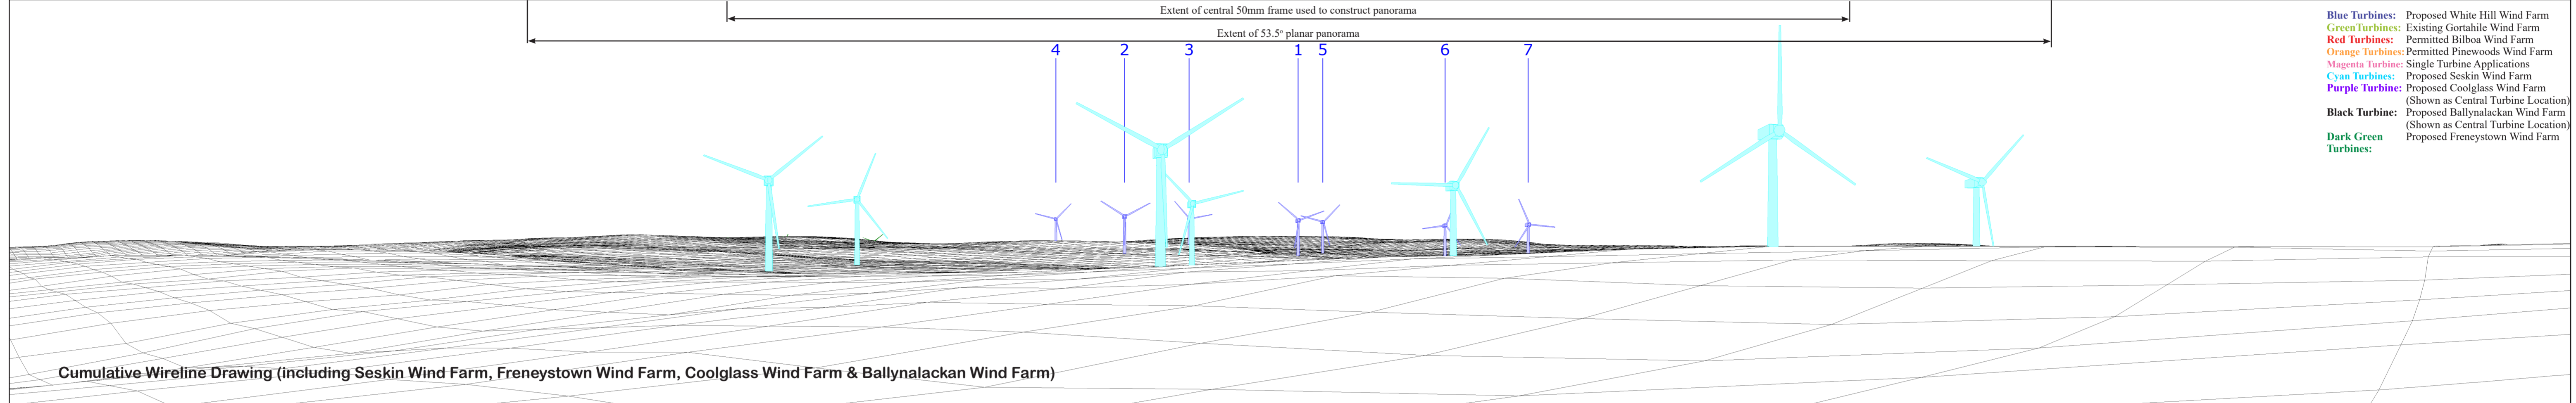 Extent of central 50mm frame used to construct panorama
Extent of 53.5° planar panorama
4 2 3 1 5 6 7
Blue Turbines: Proposed White Hill Wind Farm
GreenTurbines: Existing Gortahile Wind Farm
Red Turbines: Permitted Bilboa Wind Farm
Orange Turbines: Permitted Pinewoods Wind Farm
Magenta Turbine: Single Turbine Applications
Cyan Turbines: Proposed Seskin Wind Farm
Purple Turbine: Proposed Coolglass Wind Farm
(Shown as Central Turbine Location)
Black Turbine: Proposed Ballynalackan Wind Farm
(Shown as Central Turbine Location)
Dark Green Proposed Freneystown Wind Farm
Turbines:
Cumulative Wireline Drawing (including Seskin Wind Farm, Freneystown Wind Farm, Coolglass Wind Farm & Ballynalackan Wind Farm)